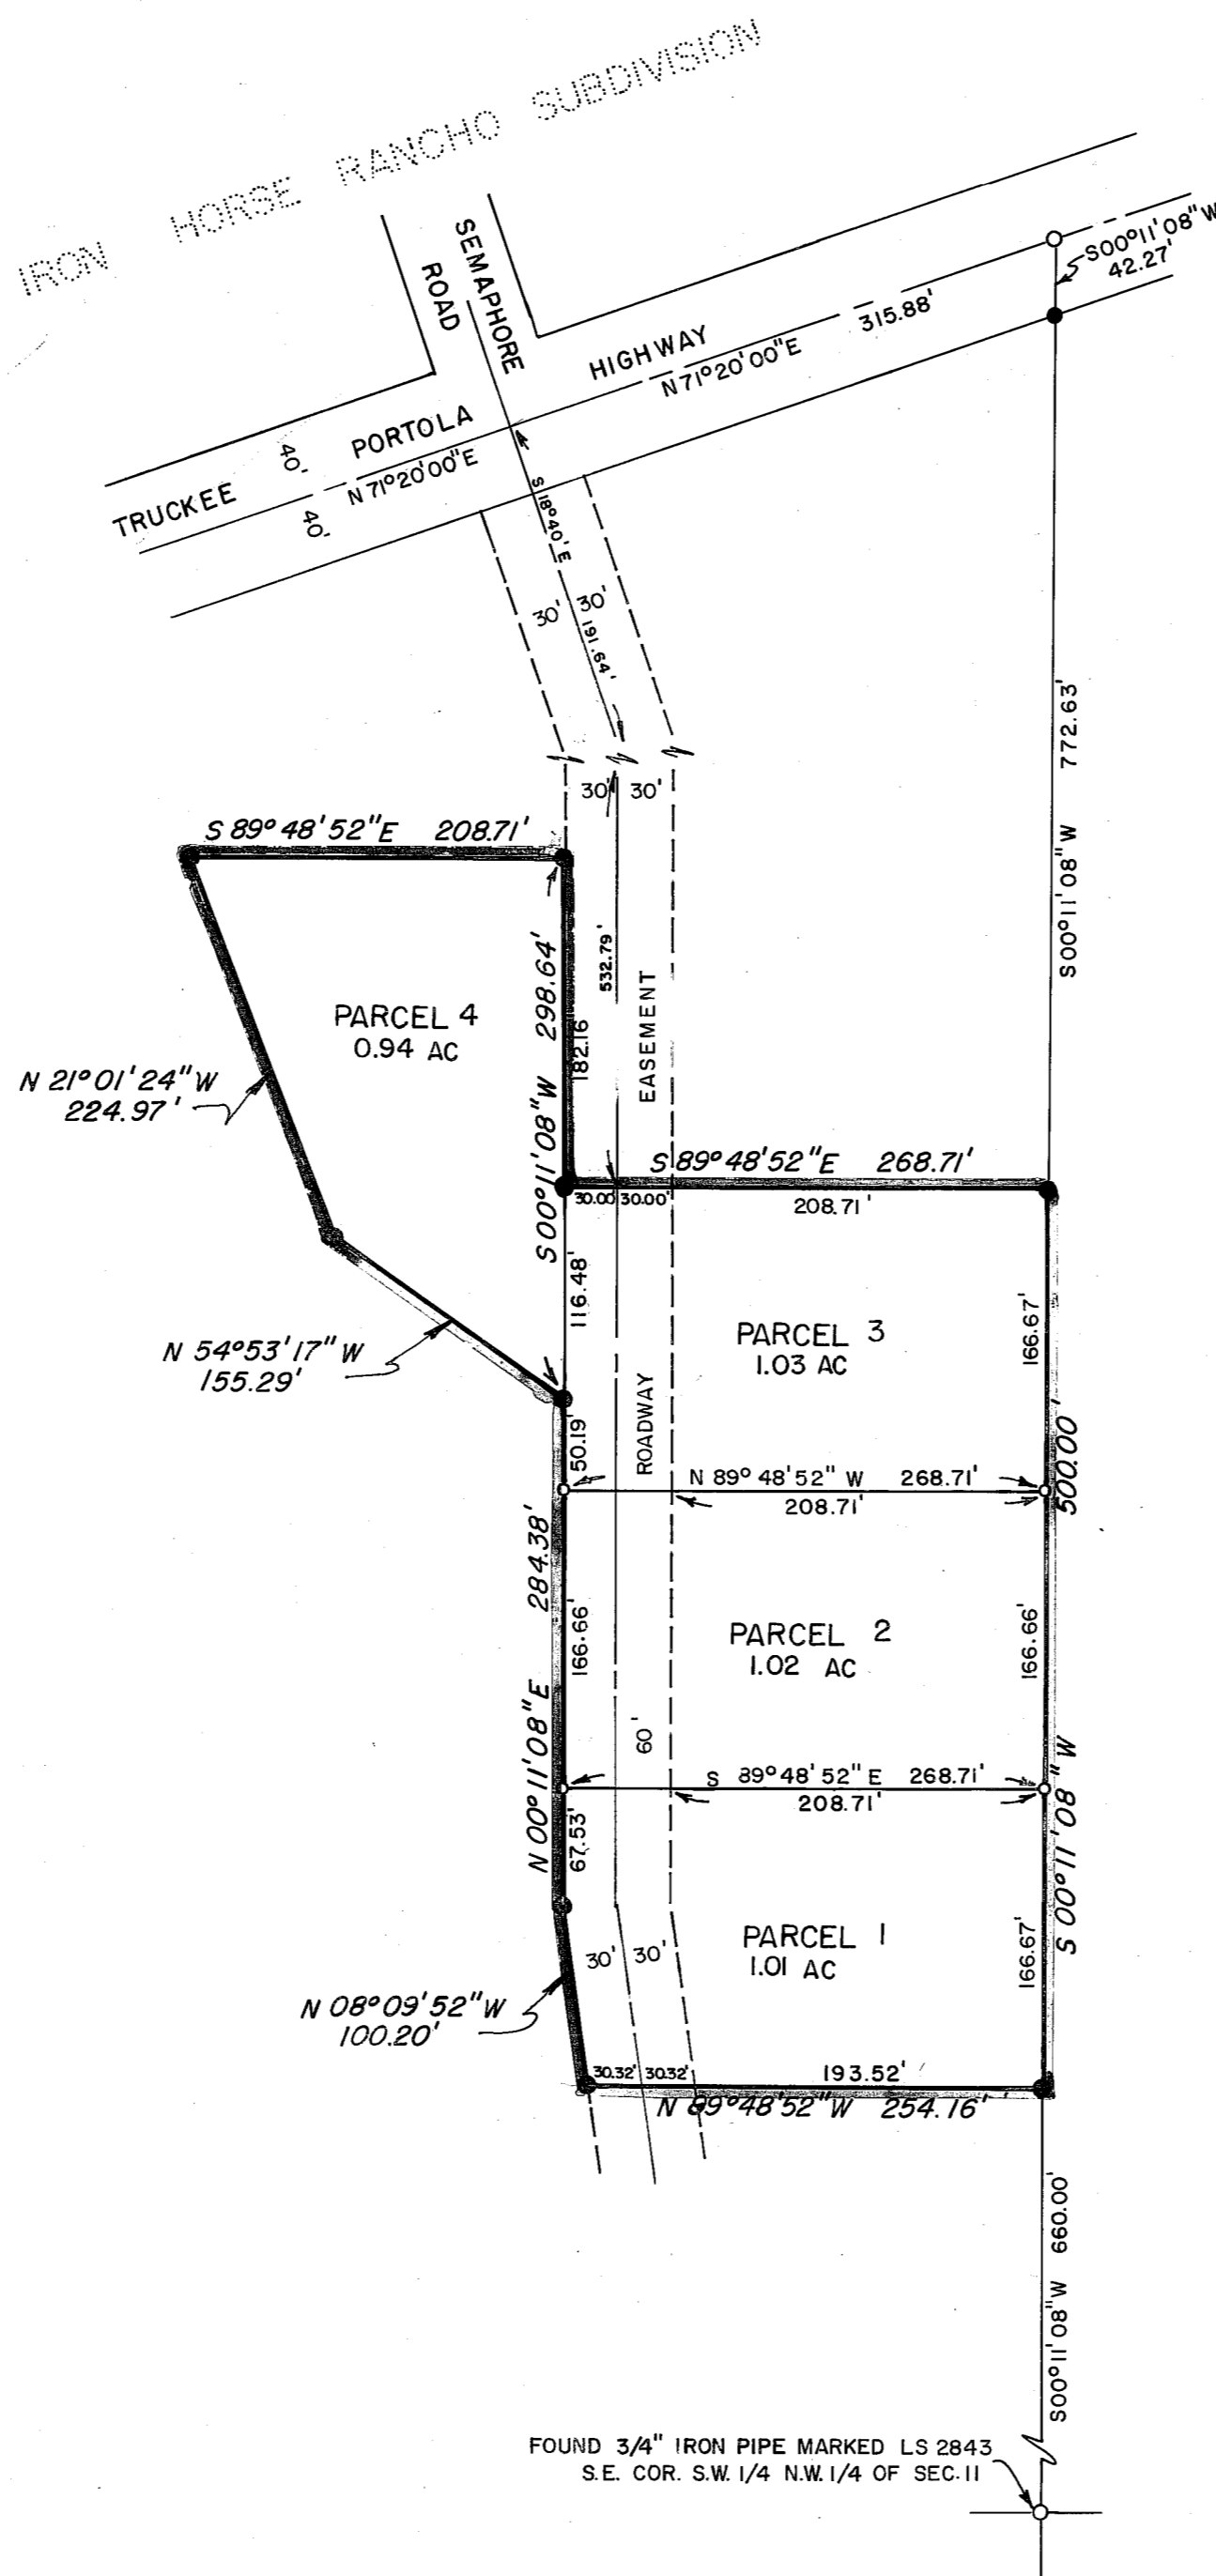 IRON HORSE RANCHO SUBDIVISION
SEMAPHORE
ROAD
S00°11'08"W
42.27'
TRUCKEE PORTOLA HIGHWAY
315.88'
N71°20'00"E
N 71°20'00"E
40'
40'
S 18°40' E
30' 30'
191.64'
772.63'
S00°11'08"W
30' 30'
S 89° 48' 52"E 208.71'
298.64'
S00°11'08"W
532.79'
182.16
EASEMENT
PARCEL 4
0.94 AC
N 21°01'24"W
224.97'
S 89°48'52"E 268.71'
30.00 30.00'
208.71'
116.48'
PARCEL 3
1.03 AC
166.67'
N 54°53'17"W
155.29'
50.19'
ROADWAY
N 89° 48'52" W 268.71'
208.71'
500.00'
S 00°11'08" W
284.38'
N 00°11'08"E
166.66'
PARCEL 2
1.02 AC
166.66'
60'
S 89°48'52"E 268.71'
208.71'
67.53'
PARCEL 1
1.01 AC
166.67'
30' 30'
N 08°09'52"W
100.20'
30.32' 30.32'
193.52'
N 89°48'52"W 254.16'
660.00'
S00°11'08"W
FOUND 3/4" IRON PIPE MARKED LS 2843
S.E. COR. S.W. 1/4 N.W. 1/4 OF SEC. 11